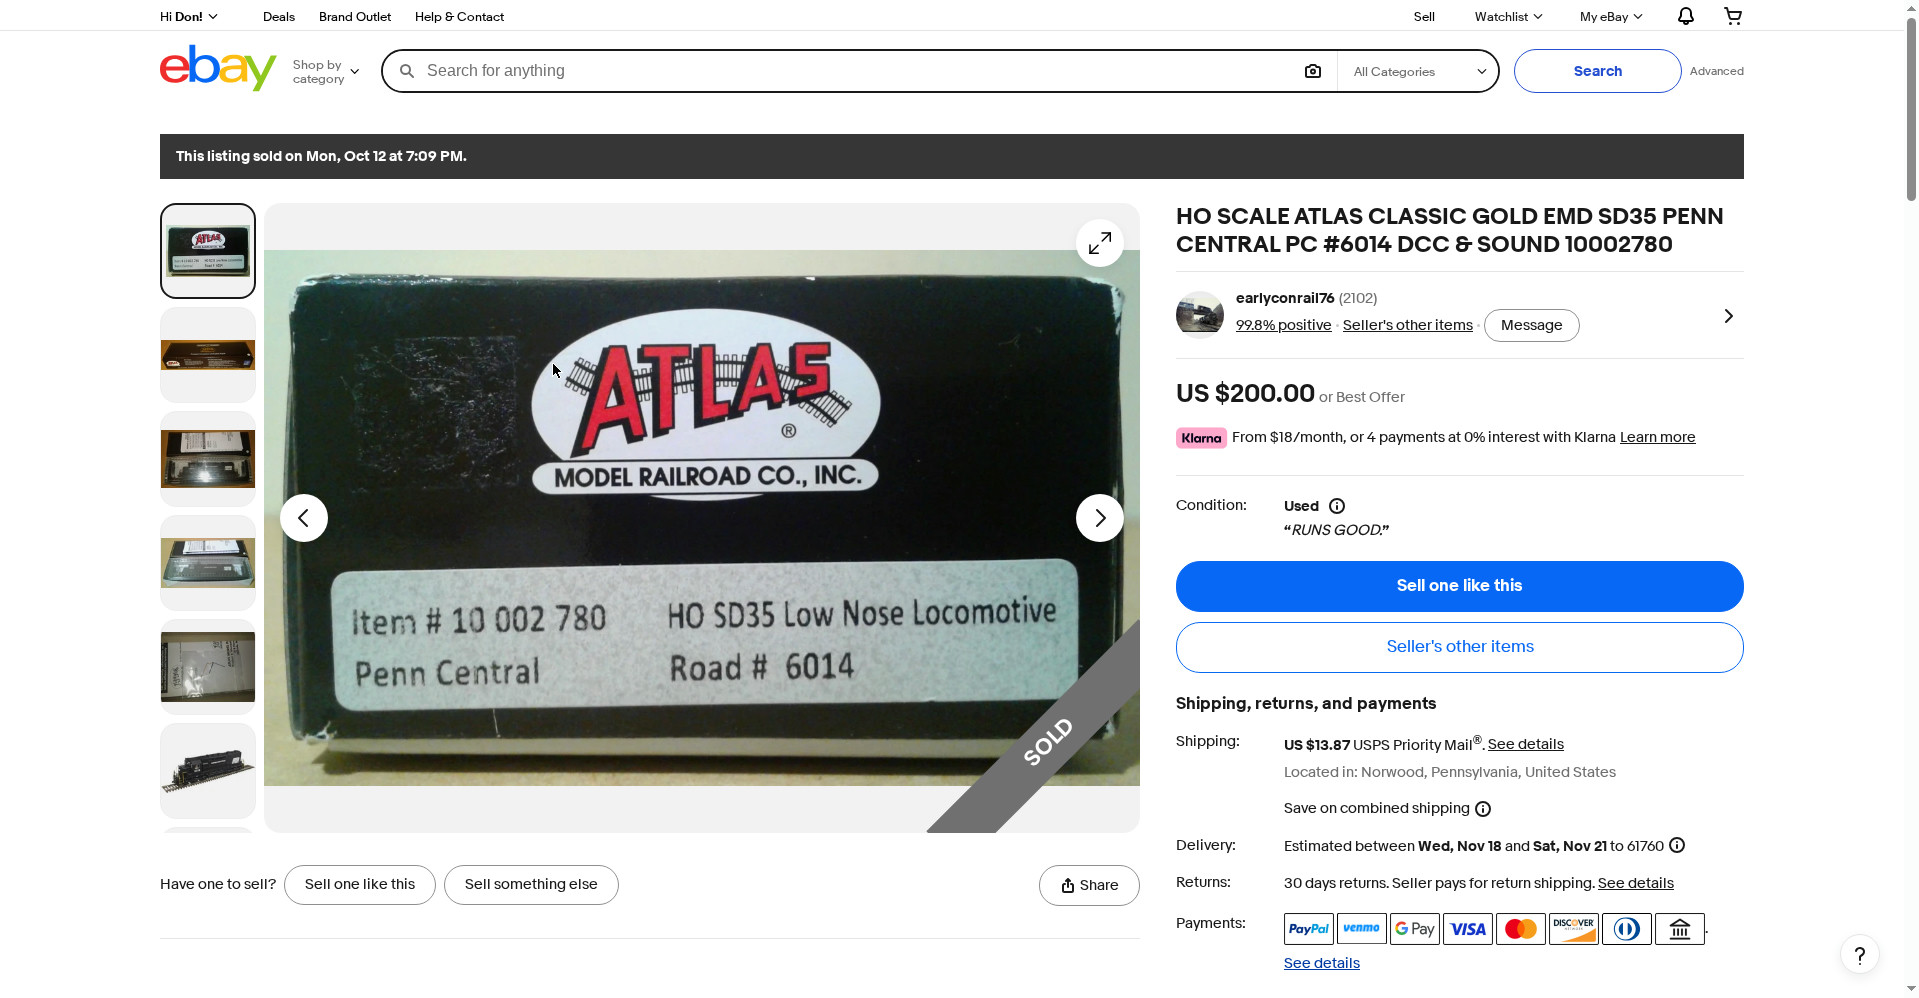 Hi Don!
Deals
Brand Outlet
Help & Contact
Sell
Watchlist
My eBay
ebay
Shop by
category
Search for anything
All Categories
Search
Advanced
This listing sold on Mon, Oct 12 at 7:09 PM.
ATLAS
®
MODEL RAILROAD CO., INC.
Item # 10 002 780 HO SD35 Low Nose Locomotive
Penn Central Road # 6014
SOLD
Have one to sell?
Sell one like this
Sell something else
Share
HO SCALE ATLAS CLASSIC GOLD EMD SD35 PENN
CENTRAL PC #6014 DCC & SOUND 10002780
earlyconrail76 (2102)
99.8% positive · Seller's other items · Message
US $200.00 or Best Offer
Klarna From $18/month, or 4 payments at 0% interest with Klarna Learn more
Condition: Used
“RUNS GOOD.”
Sell one like this
Seller's other items
Shipping, returns, and payments
Shipping: US $13.87 USPS Priority Mail®. See details
Located in: Norwood, Pennsylvania, United States
Save on combined shipping
Delivery: Estimated between Wed, Nov 18 and Sat, Nov 21 to 61760
Returns: 30 days returns. Seller pays for return shipping. See details
Payments: PayPal venmo G Pay VISA DISCOVER .
See details
?